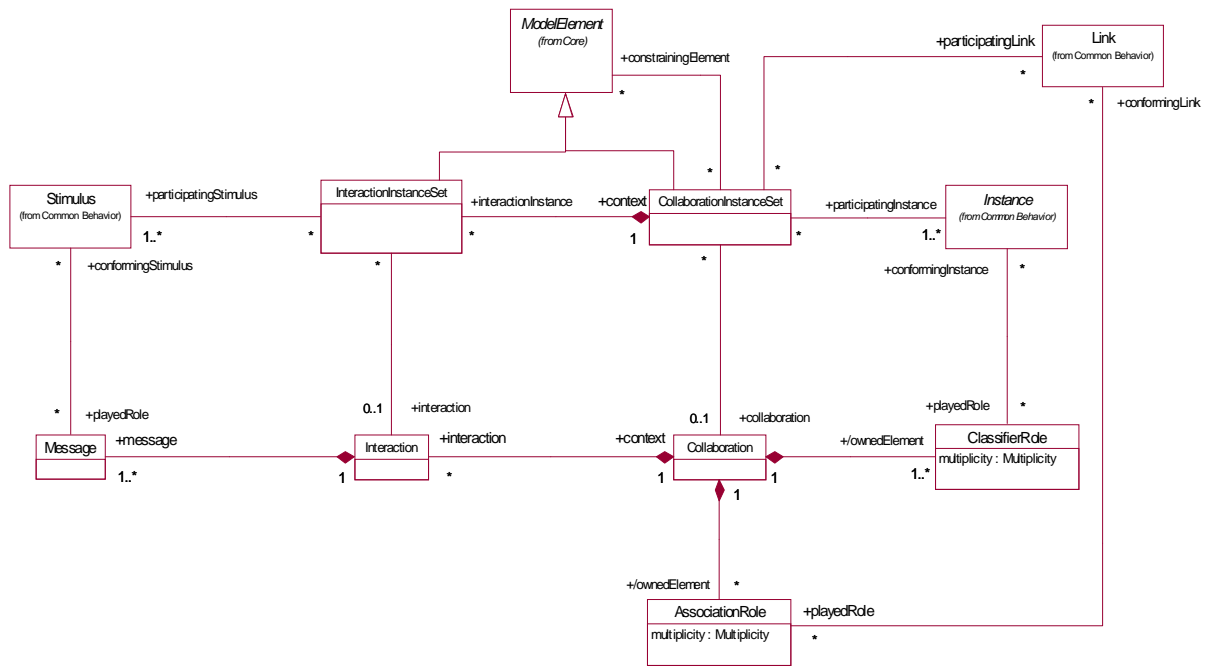 ModelElement
(from Core)
+constrainingElement
*
+participatingLink
*
Link
(from Common Behavior)
*
+conformingLink
*
*
Stimulus
(from Common Behavior)
+participatingStimulus
1..*
*
InteractionInstanceSet
+interactionInstance
*
+context
1
CollaborationInstanceSet
+participatingInstance
*
1..*
Instance
(from Common Behavior)
*
+conformingStimulus
*
*
+conformingInstance
*
*
+playedRole
0..1
+interaction
0..1
+collaboration
+playedRole
*
Message
+message
1..*
1
Interaction
+interaction
*
+context
1
Collaboration
1
1
+/ownedElement
1..*
ClassifierRole
multiplicity : Multiplicity
+/ownedElement
*
AssociationRole
multiplicity : Multiplicity
+playedRole
*